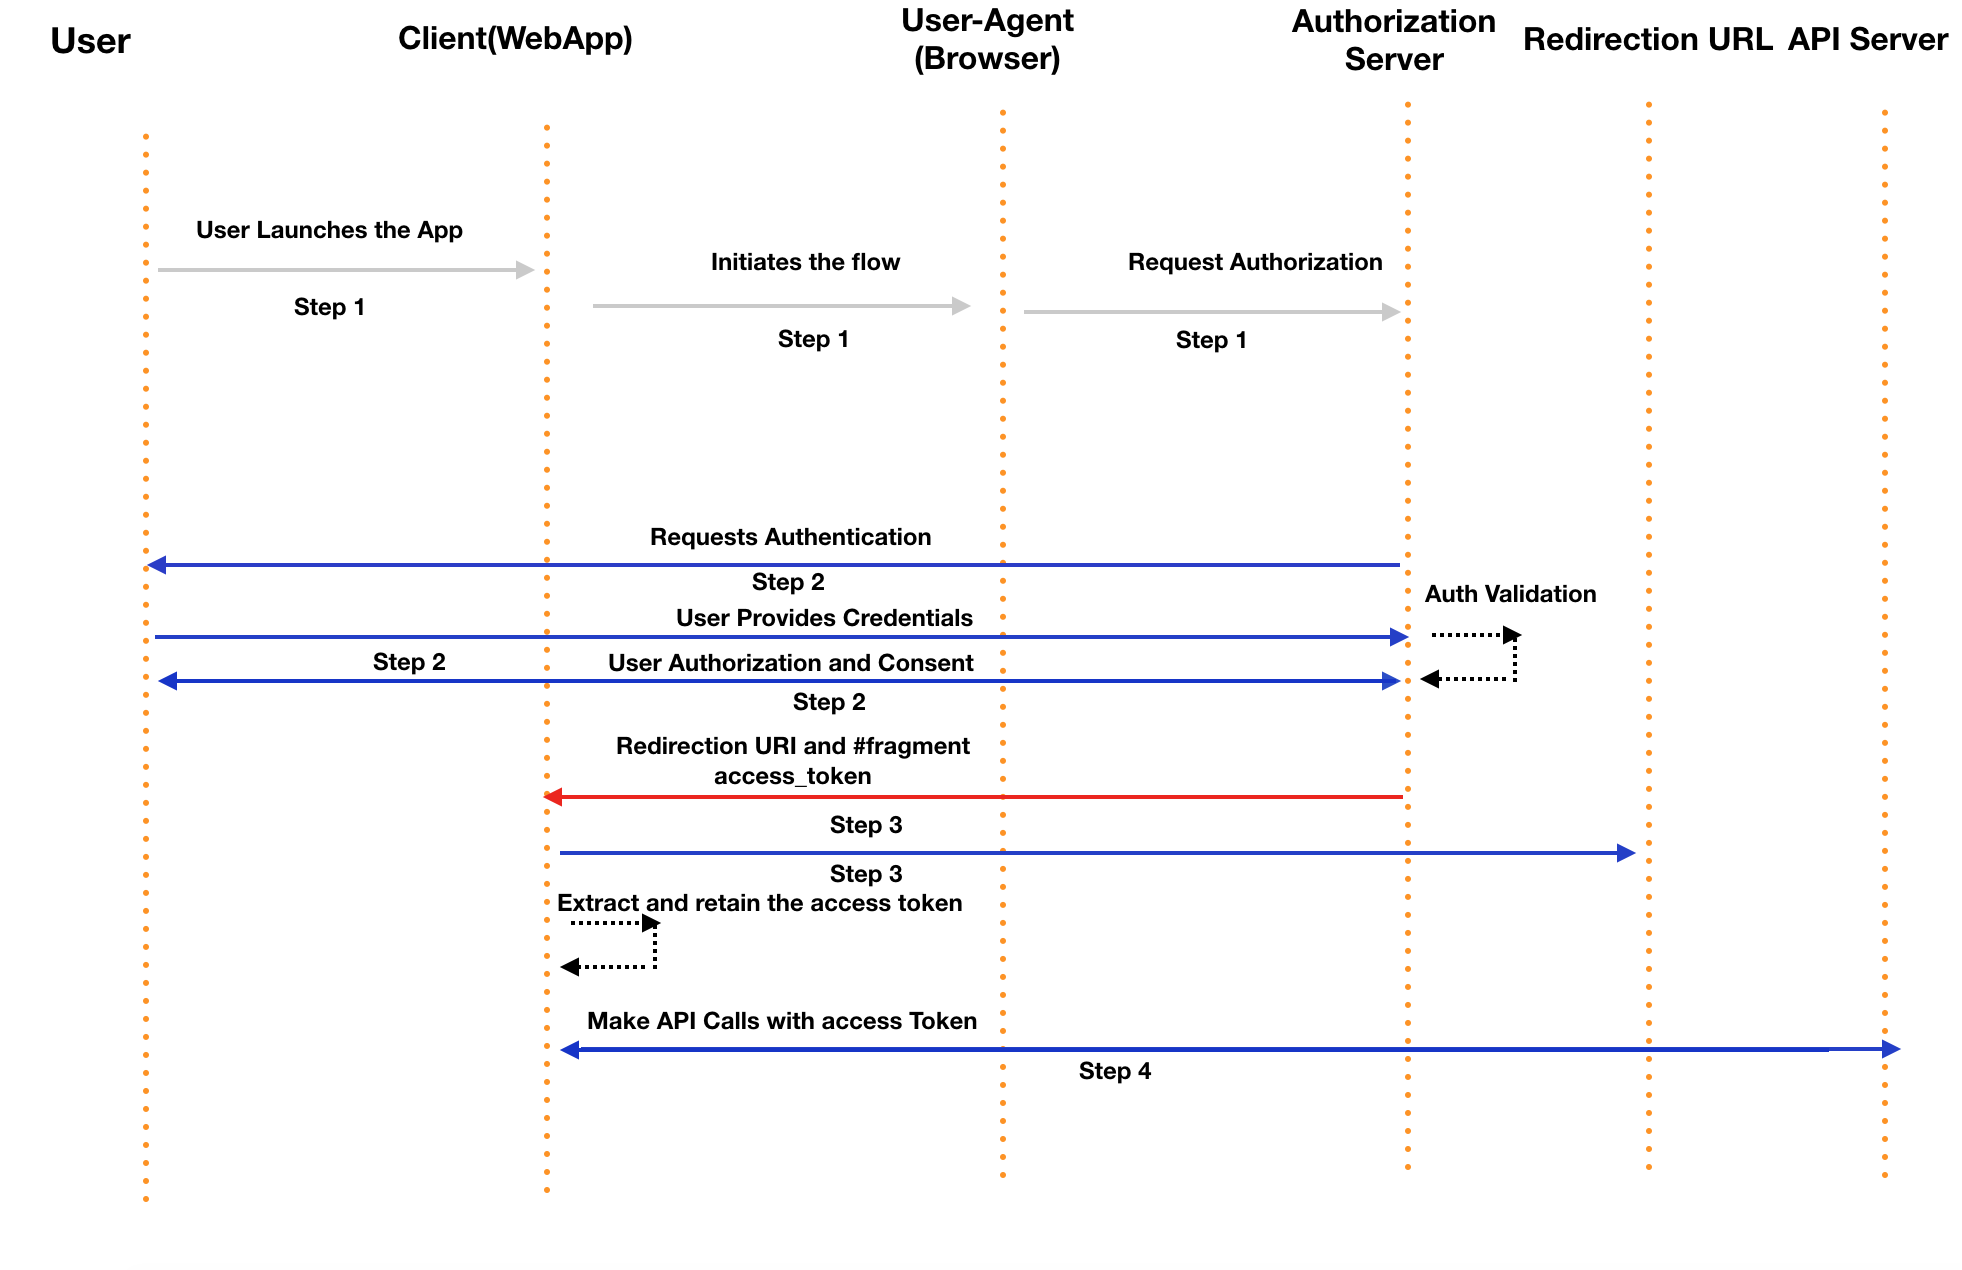 User
Client(WebApp)
User-Agent
(Browser)
Authorization
Server
Redirection URL
API Server
User Launches the App
Step 1
Initiates the flow
Step 1
Request Authorization
Step 1
Requests Authentication
Step 2
Auth Validation
User Provides Credentials
Step 2
User Authorization and Consent
Step 2
Redirection URI and #fragment
access_token
Step 3
Step 3
Extract and retain the access token
Make API Calls with access Token
Step 4